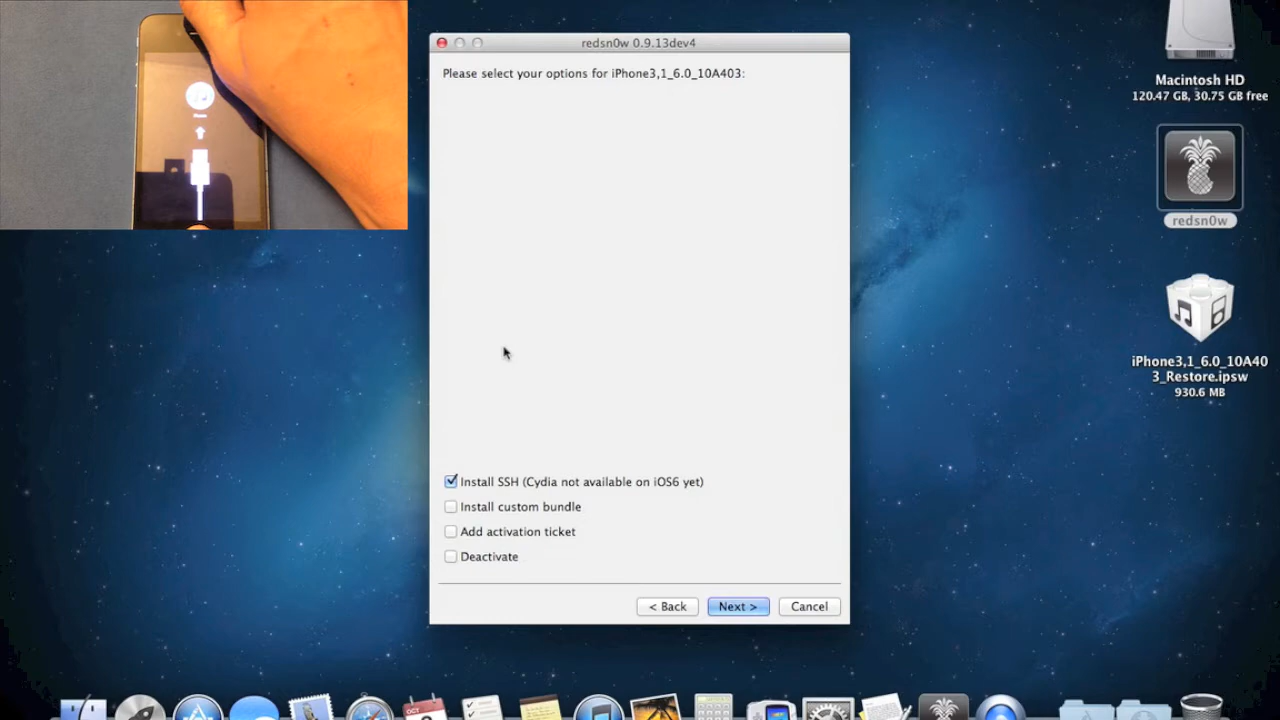 redsn0w 0.9.13dev4
Please select your options for iPhone3,1_6.0_10A403:
Install SSH (Cydia not available on iOS6 yet)
Install custom bundle
Add activation ticket
Deactivate
< Back
Next >
Cancel
Macintosh HD
120.47 GB, 30.75 GB free
redsn0w
iPhone3,1_6.0_10A40
3_Restore.ipsw
930.6 MB
OCT